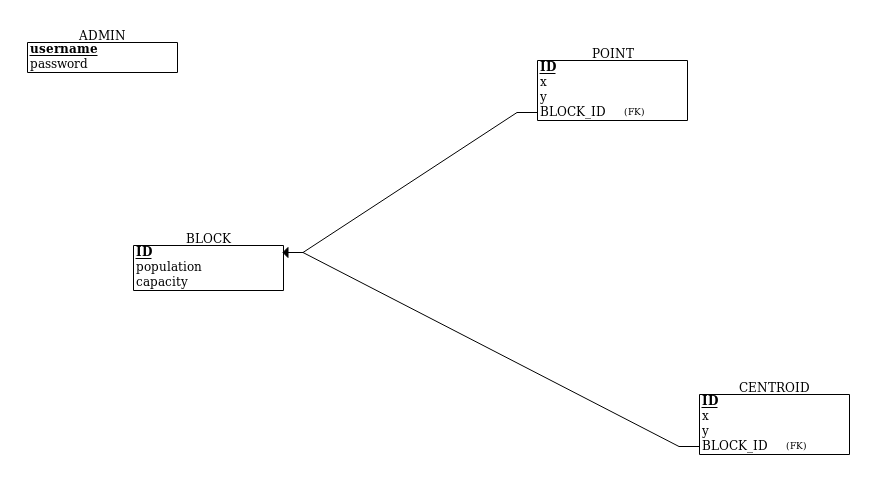 ADMIN
username
password
POINT
ID
x
y
BLOCK_ID (FK)
BLOCK
ID
population
capacity
CENTROID
ID
x
y
BLOCK_ID (FK)